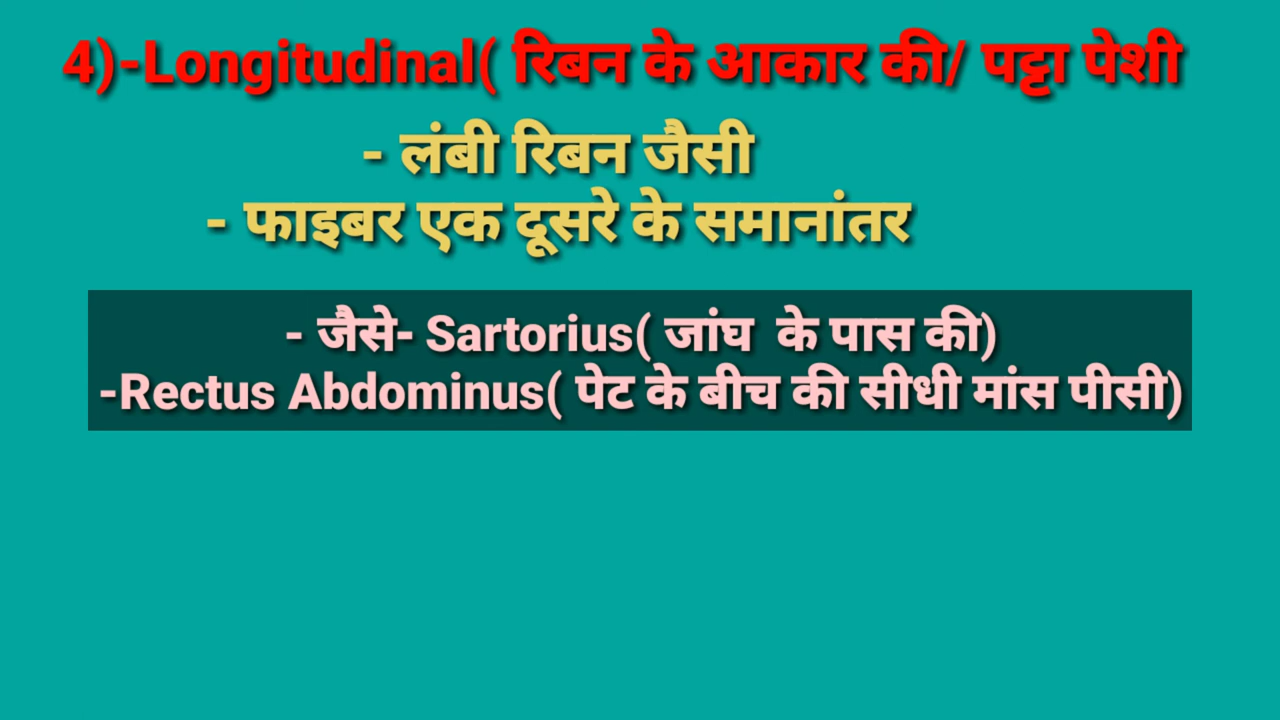 4)-Longitudinal( रिबन के आकार की/ पट्टा पेशी
- लंबी रिबन जैसी
- फाइबर एक दूसरे के समानांतर
- जैसे- Sartorius( जांघ के पास की)
-Rectus Abdominus( पेट के बीच की सीधी मांस पीसी)